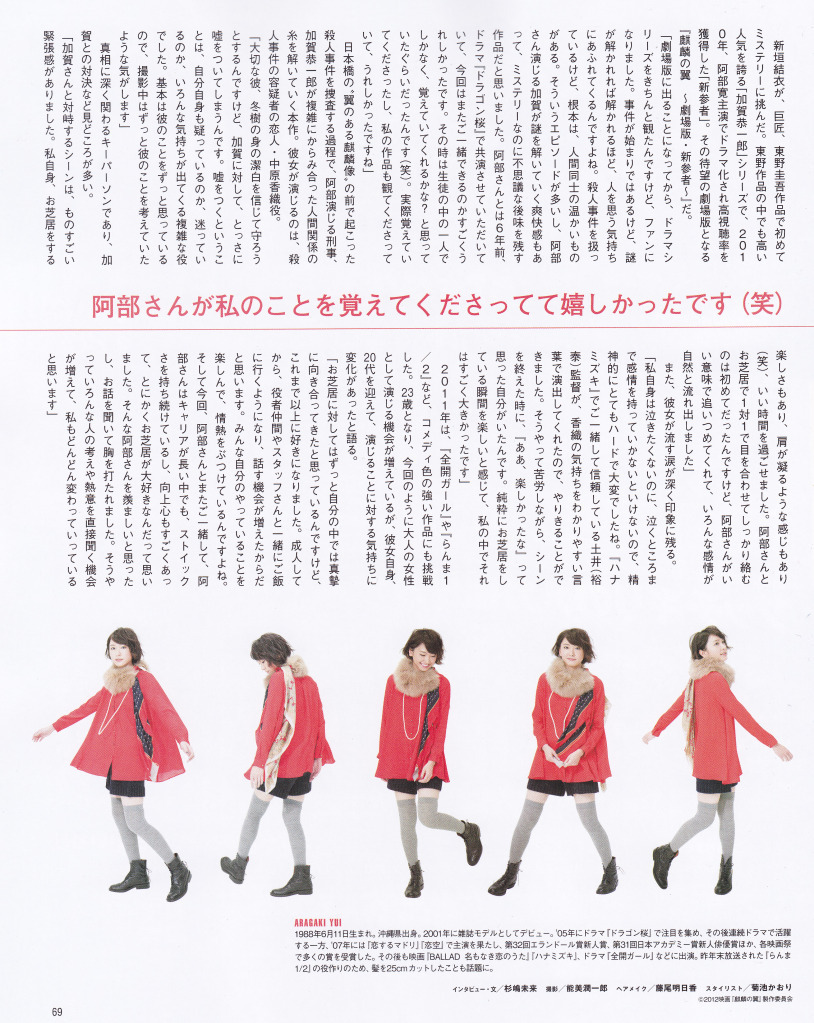 新垣結衣が、巨匠、東野圭吾作品で初めて
ミステリーに挑んだ。東野作品の中でも高い
人気を誇る「加賀恭一郎」シリーズで、201
0年、阿部寛主演でドラマ化され高視聴率を
獲得した「新参者」。その待望の劇場版となる
『麒麟の翼 〜劇場版・新参者〜』だ。
「劇場版に出ることになってから、ドラマシ
リーズをきちんと観たんですけど、ファンに
なりました。事件が始まりではあるけど、謎
が解かれれば解かれるほど、人を思う気持ち
にあふれてくるんですよね。殺人事件を扱っ
ているけど、根本は、人間同士の温かいもの
がある。そういうエピソードが多いし、阿部
さん演じる加賀が謎を解いていく爽快感もあ
って、ミステリーなのに不思議な後味を残す
作品だと思いました。阿部さんとは6年前、
ドラマ『ドラゴン桜』で共演させていただいて
いて、今回はまたご一緒できるのかすごくう
れしかったです。その時は生徒の中の一人で
しかなく、覚えていてくれるかな?と思って
いたぐらいだったんです(笑)。実際覚えてい
てくださったし、私の作品も観てくださって
いて、うれしかったですね」
日本橋の〝翼のある麒麟像〟の前で起こった
殺人事件を捜査する過程で、阿部演じる刑事、
加賀恭一郎が複雑にからみ合った人間関係の
糸を解いていく本作。彼女が演じるのは、殺
人事件の容疑者の恋人・中原香織役。
「大切な彼、冬樹の身の潔白を信じて守ろう
とするんですけど、加賀に対して、とっさに
嘘をついてしまうんです。嘘をつくというこ
とは、自分自身も疑っているのか、迷ってい
るのか、いろんな気持ちが出てくる複雑な役
でした。基本は彼のことをずっと思っている
ので、撮影中はずっと彼のことを考えていた
ような気がします」
真相に深く関わるキーパーソンであり、加
賀との対決など見どころが多い。
「加賀さんと対時するシーンは、ものすごい
緊張感がありました。私自身、お芝居をする
阿部さんが私のことを覚えてくださってて嬉しかったです(笑)
楽しさもあり、肩が凝るような感じもあり
(笑)、いい時間を過ごせました。阿部さんと
お芝居で1対1で目を合わせてしっかり絡む
のは初めてだったんですけど、阿部さんがい
い意味で追いつめてくれて、いろんな感情が
自然と流れ出しました」
また、彼女が流す涙が深く印象に残る。
「私自身は泣きたくないのに、泣くところま
で感情を持っていかないといけないので、精
神的にとてもハードで大変でしたね。『ハナ
ミズキ』でご一緒して信頼している土井(裕
泰)監督が、香織の気持ちをわかりやすい言
葉で演出してくれたので、やりきることがで
きました。そうやって苦労しながら、シーン
を終えた時に、『ああ、楽しかったな』って
思った自分がいたんです。純粋にお芝居をし
ている瞬間を楽しいと感じて、私の中でそれ
はすごく大きかったです」
2011年は、『全開ガール』や『らんま1
/2』など、コメディ色の強い作品にも挑戦
した。23歳となり、今回のように大人の女性
として演じる機会が増えているが、彼女自身、
20代を迎えて、演じることに対する気持ちに
変化があったと語る。
「お芝居に対してはずっと自分の中では真摯
に向き合ってきたと思っているんですけど、
これまで以上に好きになりました。成人して
から、役者仲間やスタッフさんと一緒にご飯
に行くようになり、話す機会が増えたからだ
と思います。みんな自分のやっていることを
楽しんで、情熱をぶつけているんですよね。
そして今回、阿部さんとまたご一緒して、阿
部さんはキャリアが長い中でも、ストイック
さを持ち続けているし、向上心もすごくあっ
て、とにかくお芝居が大好きなんだって思い
ました。そんな阿部さんを羨ましいと思った
し、お話を聞いて胸を打たれました。そうや
っていろんな人の考えや熱意を直接聞く機会
が増えて、私もどんどん変わっていっている
と思います」
ARAGAKI YUI
1988年6月11日生まれ。沖縄県出身。2001年に雑誌モデルとしてデビュー。'05年にドラマ『ドラゴン桜』で注目を集め、その後連続ドラマで活躍
する一方、'07年には『恋するマドリ』『恋空』で主演を果たし、第32回エランドール賞新人賞、第31回日本アカデミー賞新人俳優賞ほか、各映画祭
で多くの賞を受賞した。その後も映画『BALLAD 名もなき恋のうた』『ハナミズキ』、ドラマ『全開ガール』などに出演。昨年末放送された『らんま
1/2』の役作りのため、髪を25cmカットしたことも話題に。
インタビュー・文/杉嶋未来 撮影/能美潤一郎 ヘアメイク/藤尾明日香 スタイリスト/菊池かおり
©2012映画『麒麟の翼』製作委員会
69